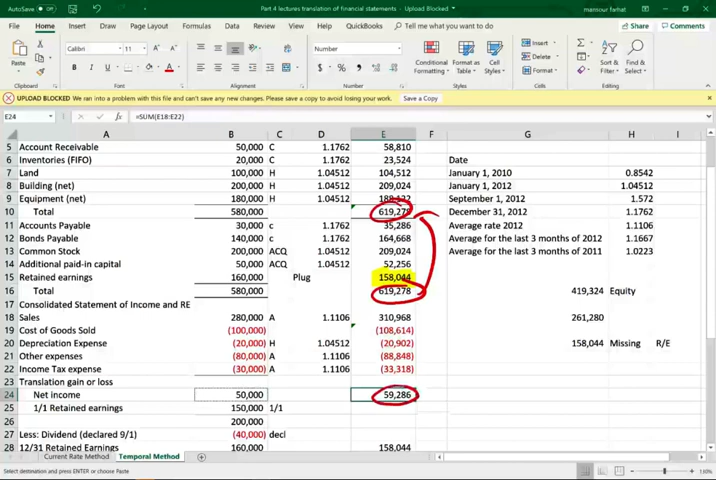 AutoSave Off
Part 4 lectures translation of financial statements - Upload Blocked
mamour farhat
File Home Insert Draw Page Layout Formulas Data Review View Help QuickBooks Tell me what you want to do Share Comments
Calibri 11 Number Insert
Paste Conditional Formatting Format as Table Cell Styles Delete Format Sort & Filter Find & Select
Clipboard Font Alignment Number Styles Cells Editing
UPLOAD BLOCKED We ran into a problem with this file and can't save any new changes. Please save a copy to avoid losing your work. Save a Copy
E24 fx =SUM(E18:E22)
A B C D E F G H I
5 Account Receivable 50,000 C 1.1762 58,810
6 Inventories (FIFO) 20,000 C 1.1762 23,524 Date
7 Land 100,000 H 1.04512 104,512 January 1, 2010 0.8542
8 Building (net) 200,000 H 1.04512 209,024 January 1, 2012 1.04512
9 Equipment (net) 180,000 H 1.04512 188,122 September 1, 2012 1.572
10 Total 580,000 619,278 December 31, 2012 1.1762
11 Accounts Payable 30,000 c 1.1762 35,286 Average rate 2012 1.1106
12 Bonds Payable 140,000 c 1.1762 164,668 Average for the last 3 months of 2012 1.1667
13 Common Stock 200,000 ACQ 1.04512 209,024 Average for the last 3 months of 2011 1.0223
14 Additional paid-in capital 50,000 ACQ 1.04512 52,256
15 Retained earnings 160,000 Plug 158,044
16 Total 580,000 619,278 419,324 Equity
17 Consolidated Statement of Income and RE
18 Sales 280,000 A 1.1106 310,968 261,280
19 Cost of Goods Sold (100,000) (108,614)
20 Depreciation Expense (20,000) H 1.04512 (20,902) 158,044 Missing R/E
21 Other expenses (80,000) A 1.1106 (88,848)
22 Income Tax expense (30,000) A 1.1106 (33,318)
23 Translation gain or loss
24 Net income 50,000 59,286
25 1/1 Retained earnings 150,000 1/1
26 200,000
27 Less: Dividend (declared 9/1) (40,000) decl
28 12/31 Retained Earnings 160,000 158,044
Current Rate Method Temporal Method
Select destination and press ENTER or choose Paste 130%